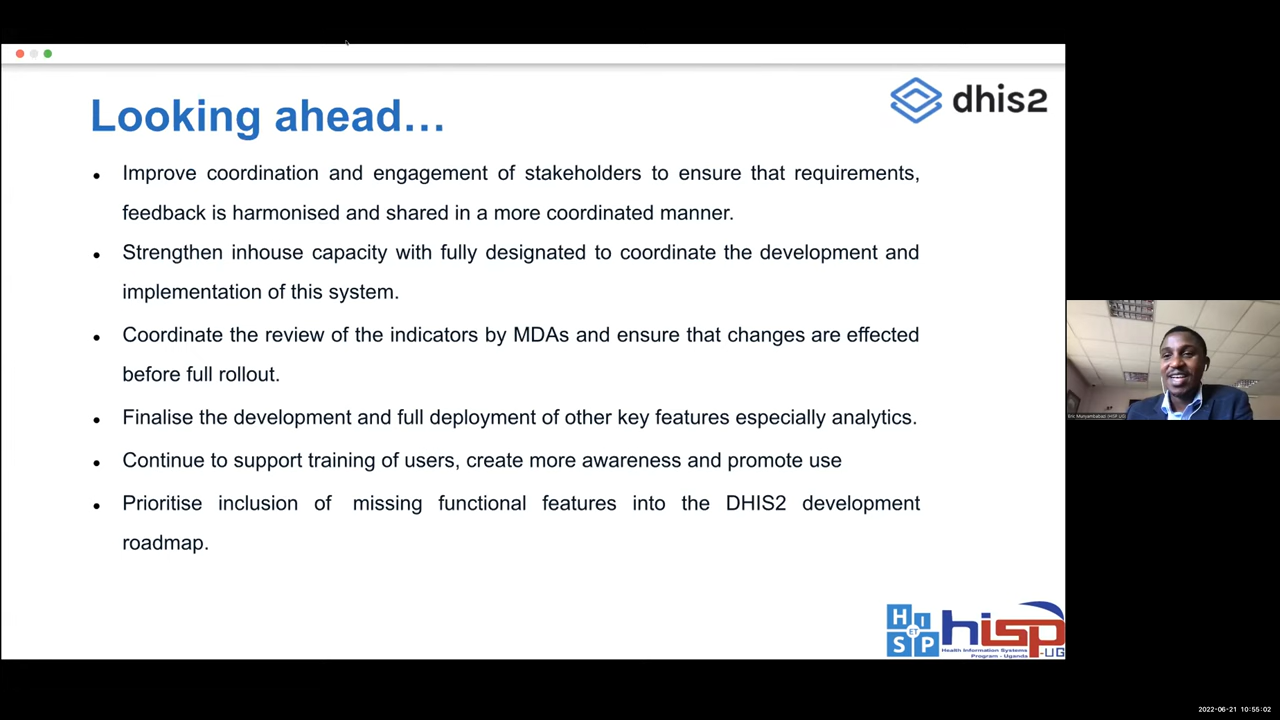 Looking ahead…
dhis2
• Improve coordination and engagement of stakeholders to ensure that requirements,
feedback is harmonised and shared in a more coordinated manner.
• Strengthen inhouse capacity with fully designated to coordinate the development and
implementation of this system.
• Coordinate the review of the indicators by MDAs and ensure that changes are effected
before full rollout.
• Finalise the development and full deployment of other key features especially analytics.
• Continue to support training of users, create more awareness and promote use
• Prioritise inclusion of missing functional features into the DHIS2 development
roadmap.
HI
ET
SP
hisp
Health Information Systems
Program - Uganda
-UG
2022-06-21 10:55:02